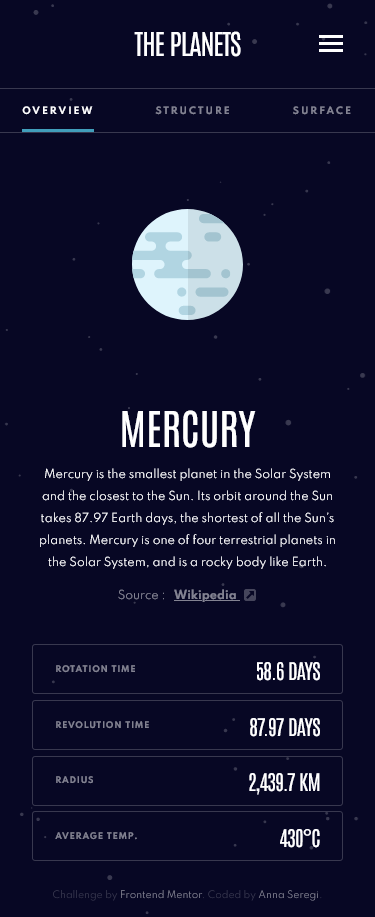 THE PLANETS
OVERVIEW STRUCTURE SURFACE
MERCURY
Mercury is the smallest planet in the Solar System
and the closest to the Sun. Its orbit around the Sun
takes 87.97 Earth days, the shortest of all the Sun's
planets. Mercury is one of four terrestrial planets in
the Solar System, and is a rocky body like Earth.
Source : Wikipedia
ROTATION TIME 58.6 DAYS
REVOLUTION TIME 87.97 DAYS
RADIUS 2,439.7 KM
AVERAGE TEMP. 430°C
Challenge by Frontend Mentor. Coded by Anna Seregi.